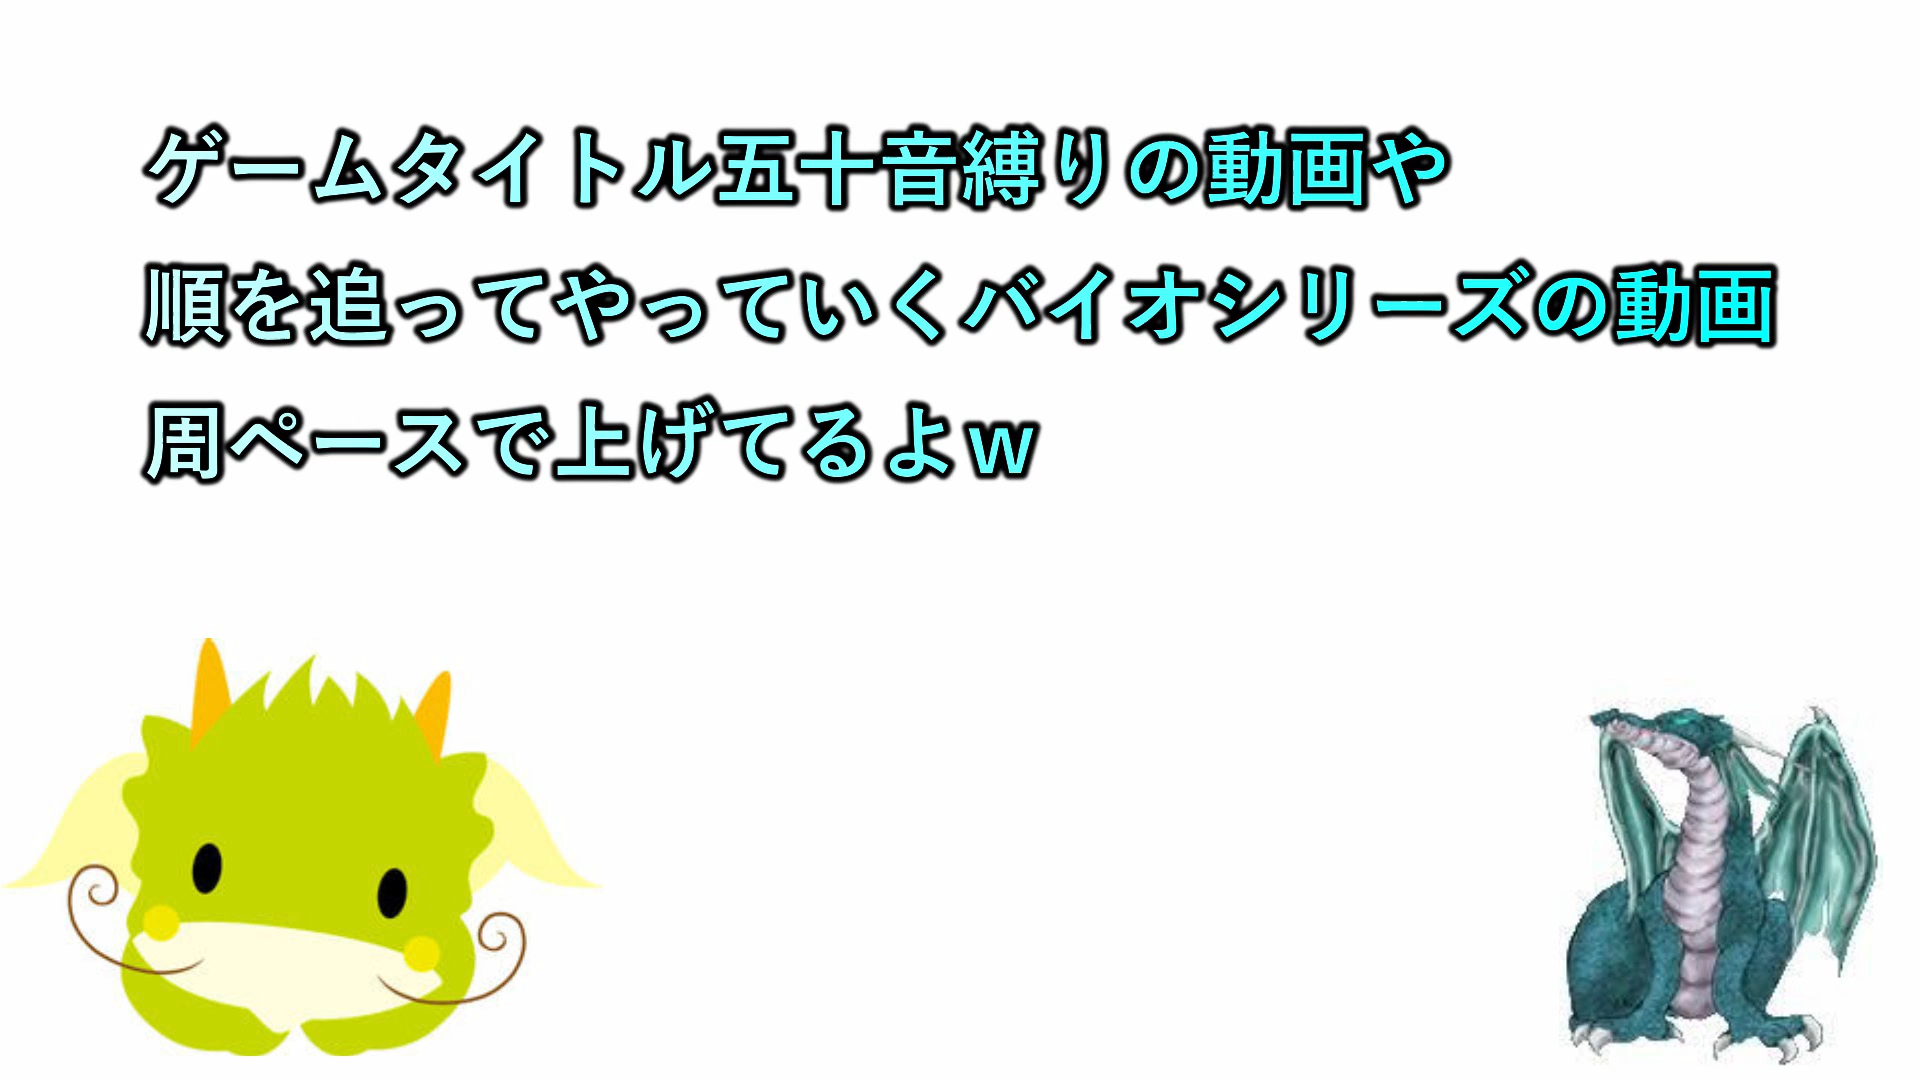 ゲームタイトル五十音縛りの動画や
順を追ってやっていくバイオシリーズの動画
周ペースで上げてるよw